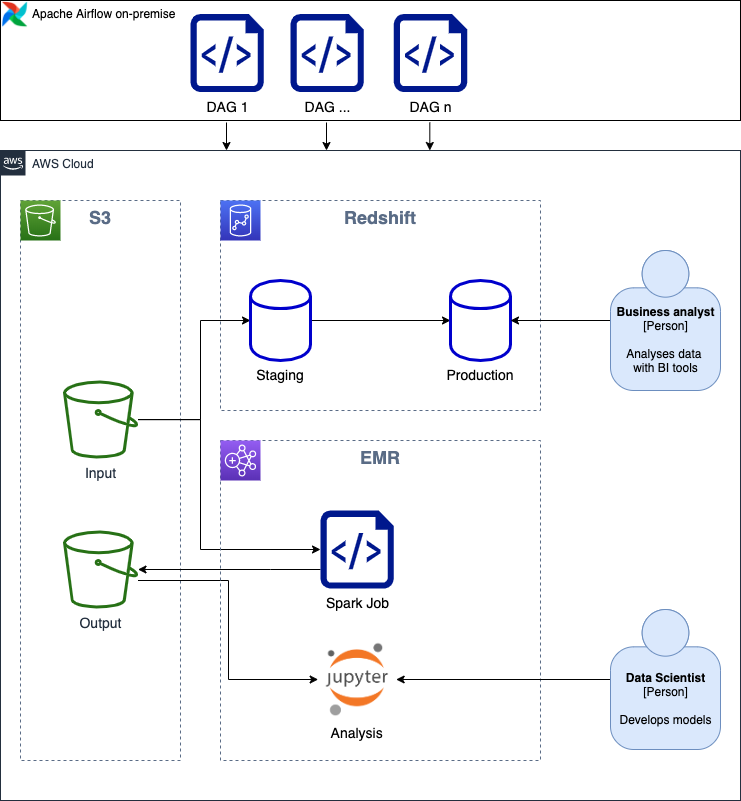 Apache Airflow on-premise
</>
</>
</>
DAG 1
DAG ...
DAG n
aws
AWS Cloud
S3
Redshift
Staging
Production
Business analyst
[Person]
Analyses data
with BI tools
Input
EMR
</>
Spark Job
Output
jupyter
Analysis
Data Scientist
[Person]
Develops models